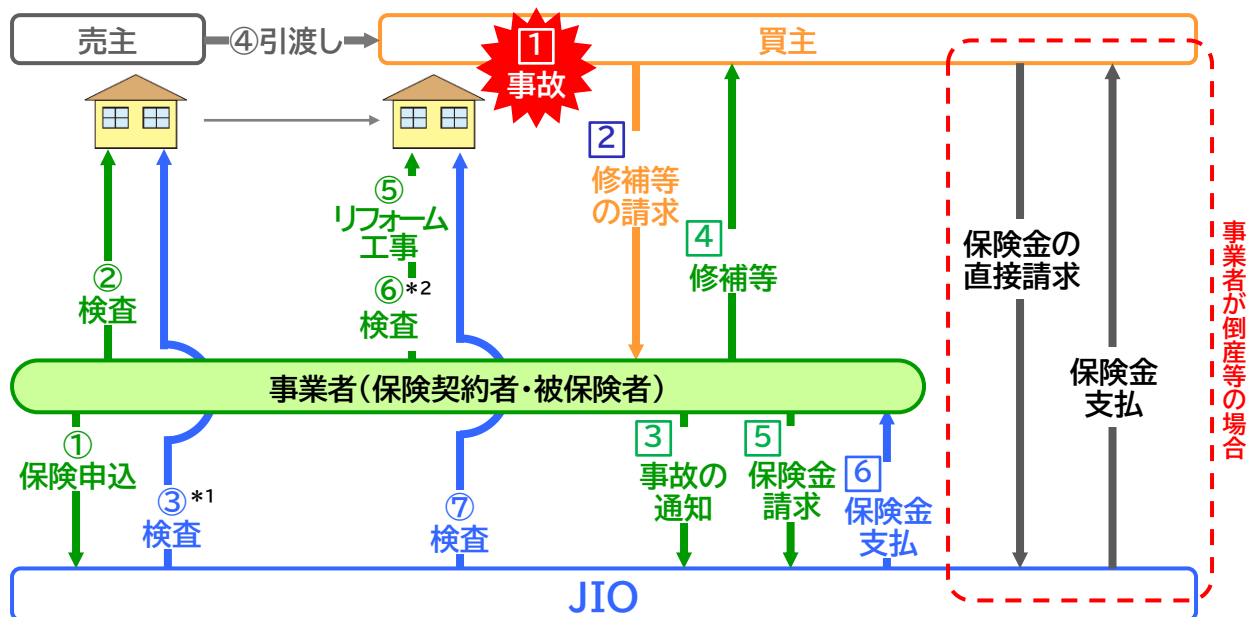 売主
④引渡し
買主
1
事故
2
修補等
の請求
4
修補等
⑤
リフォーム
工事
②
検査
⑥*2
検査
保険金の
直接請求
保険金
支払
事業者が倒産等の場合
事業者(保険契約者・被保険者)
①
保険申込
③*1
検査
⑦
検査
3
事故の
通知
5
保険金
請求
6
保険金
支払
JIO